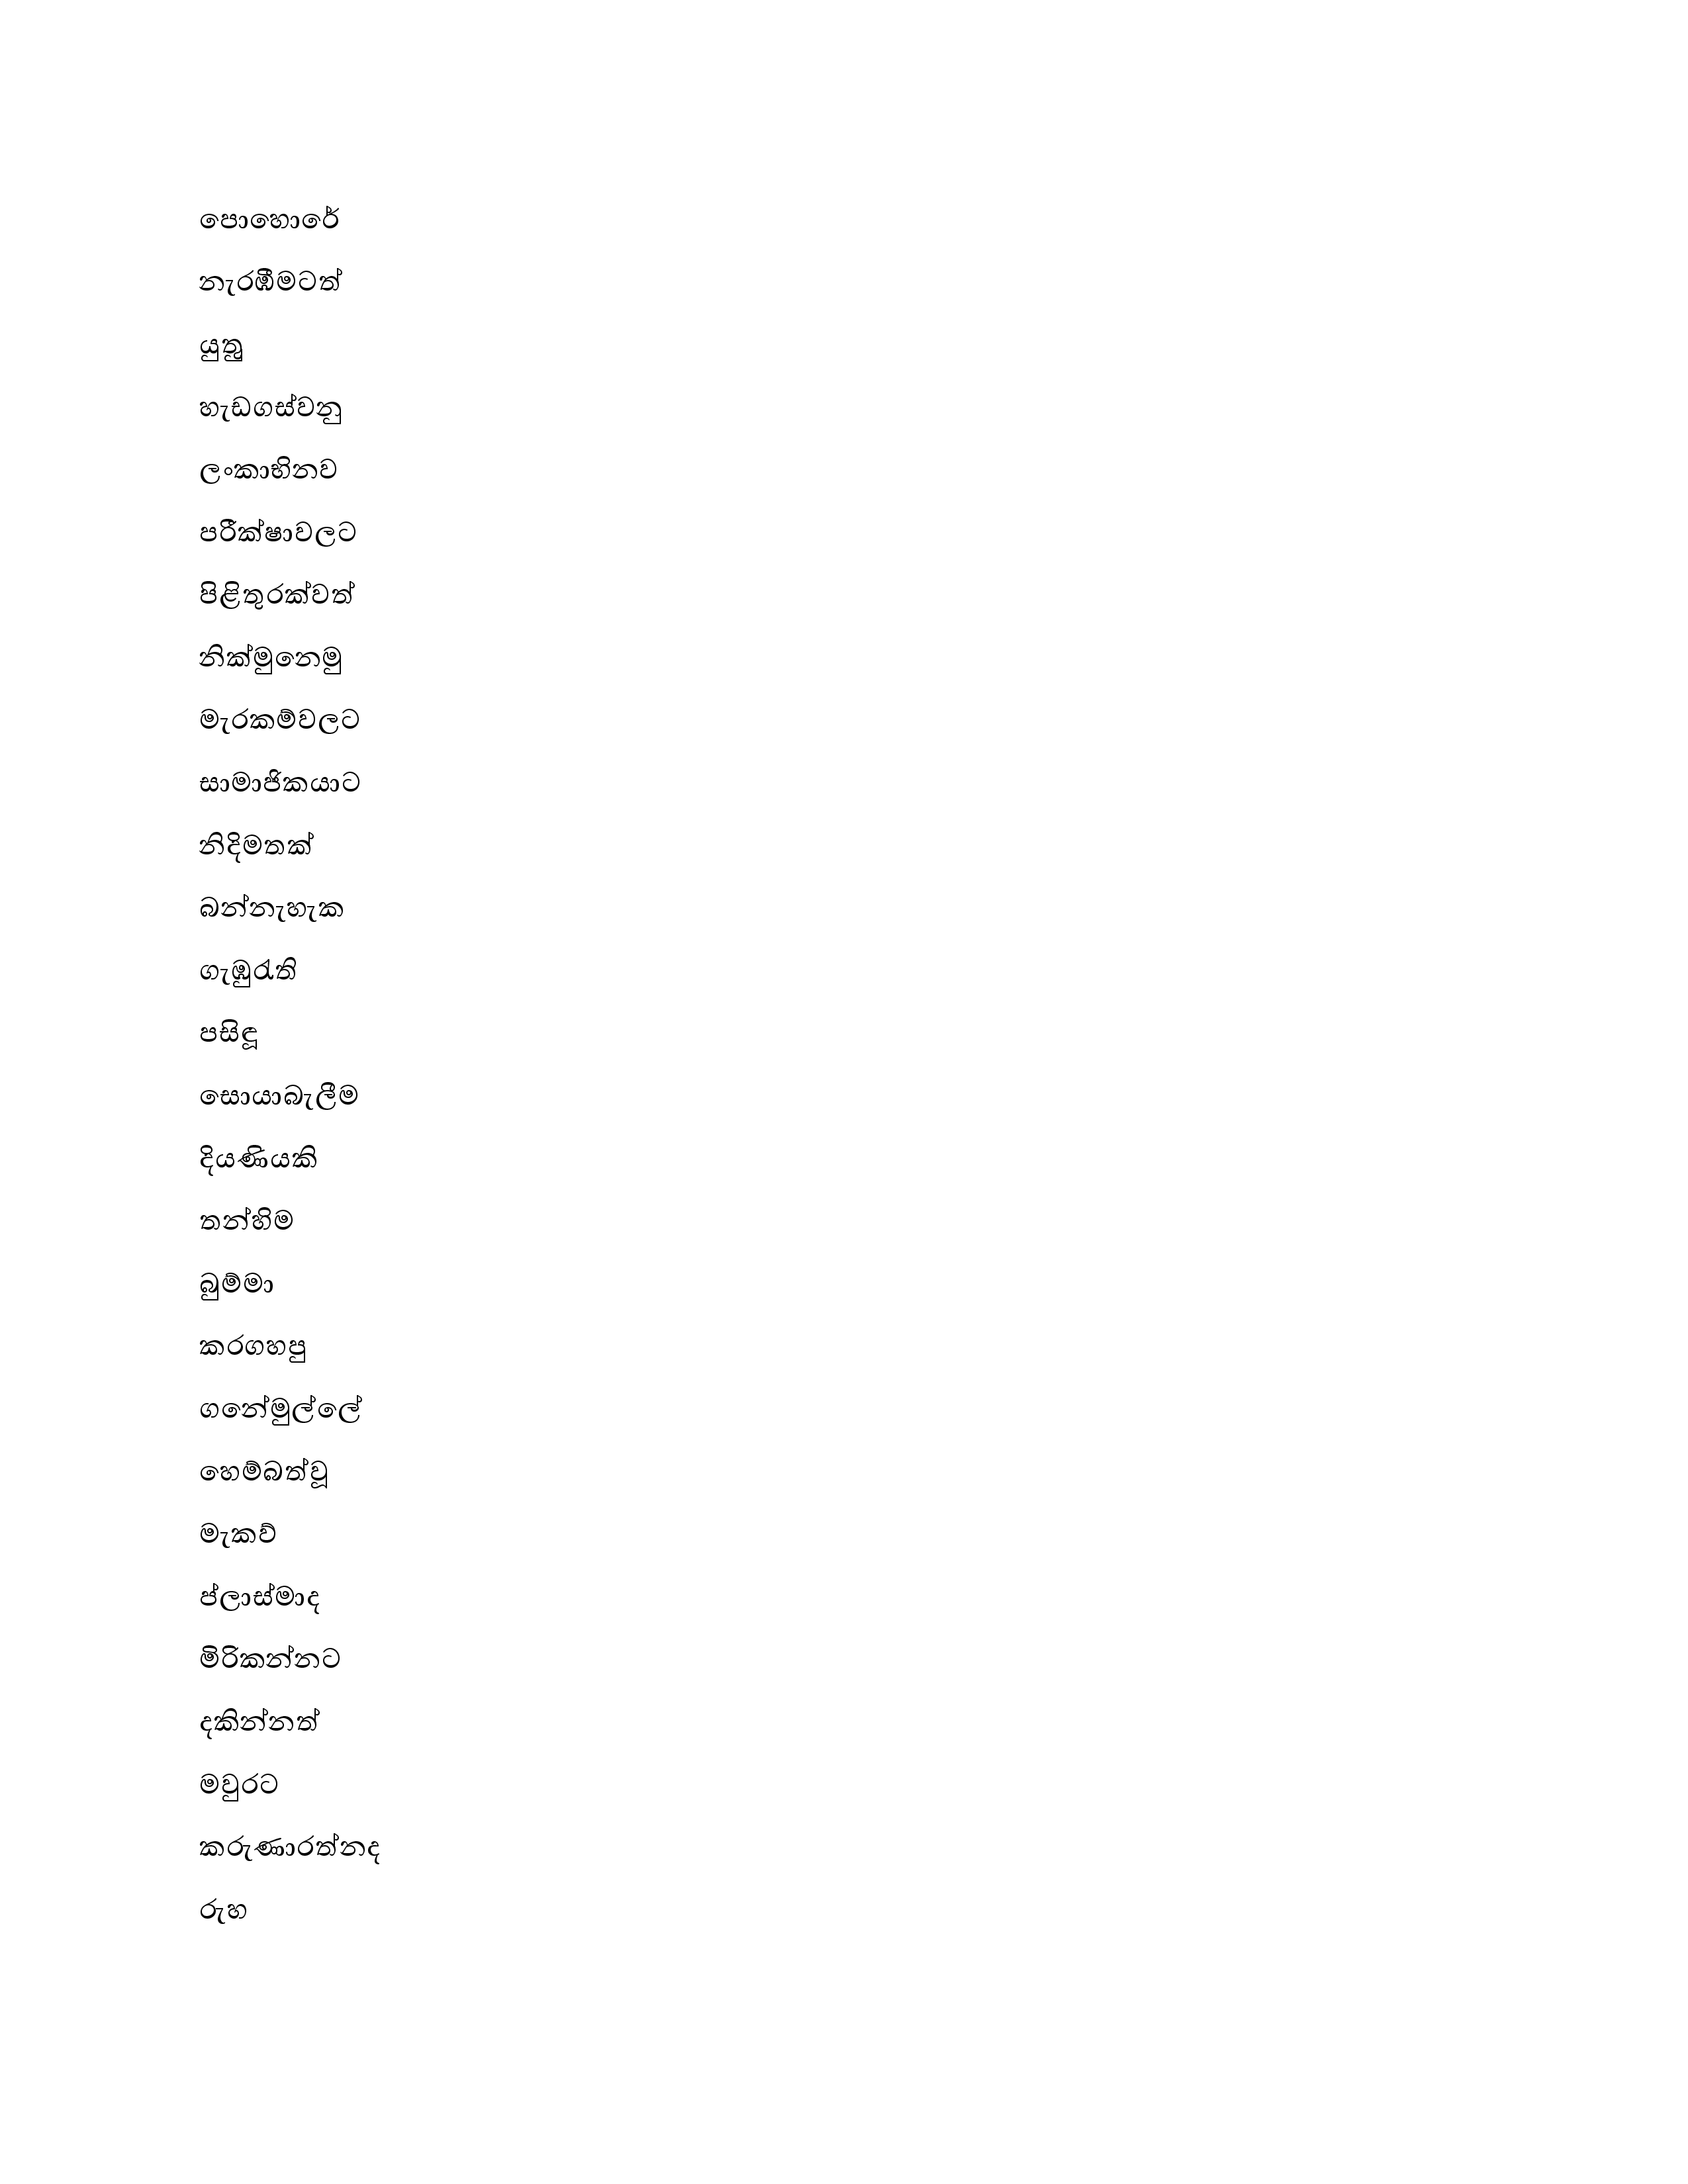 පොහොරේ
නැරඹීමටත්
යුතුු
හැඩගස්වනු
ලංකාභිනව
පරීක්ෂාවලට
පිළිතුරක්වත්
නික්මුනෙමු
මැරකම්වලට
සාමාජිකයාට
නිදිමතක්
බන්නැහැක
ගැඹුරැති
පසිඳූ
සොයාබැලීම
දියණියකි
තන්හිම
බුම්මා
කරගහපු
ගනේමුල්ලේ
හෙම්බත්වූ
මැකව්
ප්ලාස්මාද
මිරිකන්නට
දකින්නත්
මවුරට
කරුණාරත්නද
රුහ